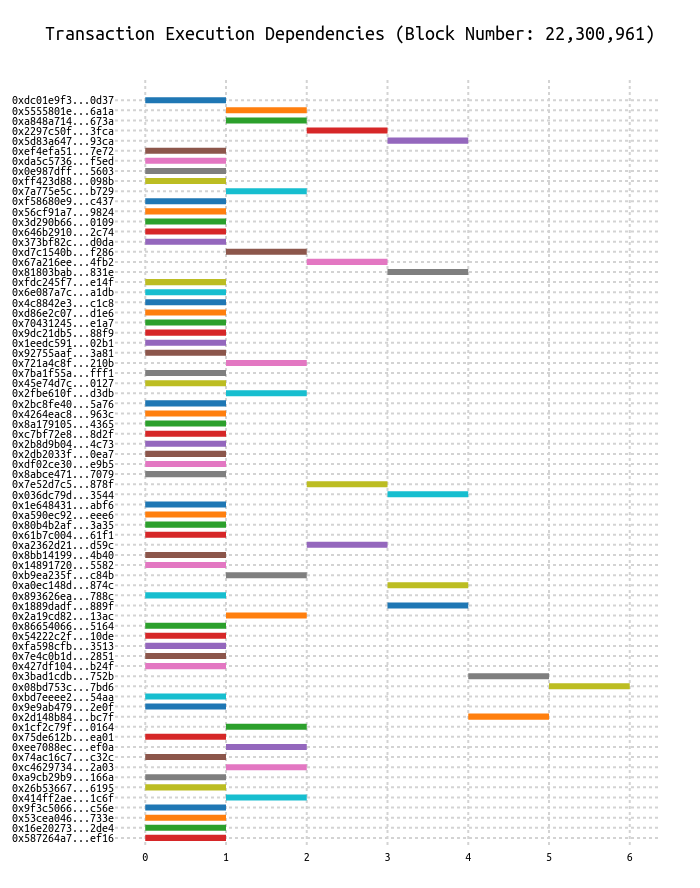 Transaction Execution Dependencies (Block Number: 22,300,961)
0xdc01e9f3...0d37
0x5555801e...6a1a
0xa848a714...673a
0x2297c50f...3fca
0x5d83a647...93ca
0xef4efa51...7e72
0xda5c5736...f5ed
0x0e987dff...5603
0xff423d88...098b
0x7a775e5c...b729
0xf58680e9...c437
0x56cf91a7...9824
0x3d290b66...0109
0x646b2910...2c74
0x373bf82c...d0da
0xd7c1540b...f286
0x67a216ee...4fb2
0x81803bab...831e
0xfdc245f7...e14f
0x6e087a7c...a1db
0x4c8842e3...c1c8
0xd86e2c07...d1e6
0x70431245...e1a7
0x9dc21db5...88f9
0x1eedc591...02b1
0x92755aaf...3a81
0x721a4c8f...210b
0x7ba1f55a...fff1
0x45e74d7c...0127
0x2fbe610f...d3db
0x2bc8fe40...5a76
0x4264eac8...963c
0x8a179105...4365
0xc7bf72e8...8d2f
0x2b8d9b04...4c73
0x2db2033f...0ea7
0xdf02ce30...e9b5
0x8abce471...7079
0x7e52d7c5...878f
0x036dc79d...3544
0x1e648431...abf6
0xa590ec92...eee6
0x80b4b2af...3a35
0x61b7c004...61f1
0xa2362d21...d59c
0x8bb14199...4b40
0x14891720...5582
0xb9ea235f...c84b
0xa0ec148d...874c
0x893626ea...788c
0x1889dadf...889f
0x2a19cd82...13ac
0x86654066...5164
0x54222c2f...10de
0xfa598cfb...3513
0x7e4c0b1d...2851
0x427df104...b24f
0x3bad1cdb...752b
0x08bd753c...7bd6
0xbd7eeee2...54aa
0x9e9ab479...2e0f
0x2d148b84...bc7f
0x1cf2c79f...0164
0x75de612b...ea01
0xee7088ec...ef0a
0x74ac16c7...c32c
0xc4629734...2a03
0xa9cb29b9...166a
0x26b53667...6195
0x414ff2ae...1c6f
0x9f3c5066...c56e
0x53cea046...733e
0x16e20273...2de4
0x587264a7...ef16
0 1 2 3 4 5 6